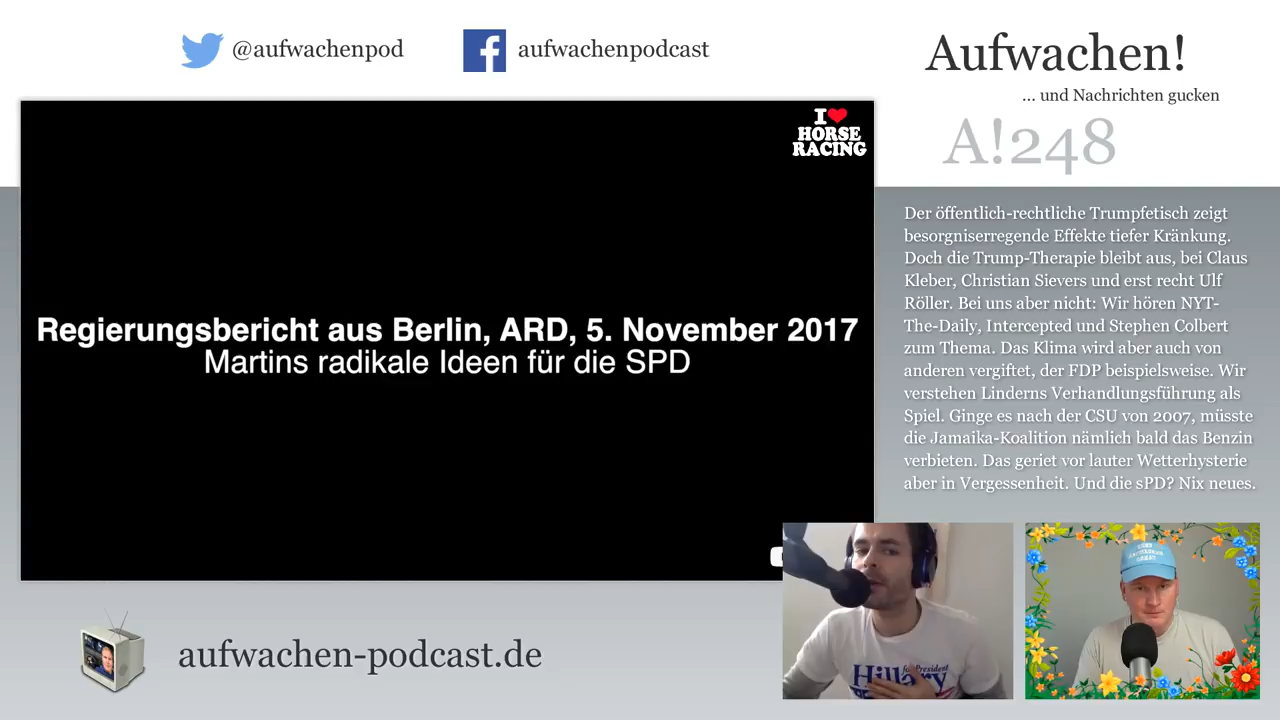 @aufwachenpod
aufwachenpodcast
Aufwachen!
... und Nachrichten gucken
A!248
I
HORSE
RACING
Regierungsbericht aus Berlin, ARD, 5. November 2017
Martins radikale Ideen für die SPD
Der öffentlich-rechtliche Trumpfetisch zeigt
besorgniserregende Effekte tiefer Kränkung.
Doch die Trump-Therapie bleibt aus, bei Claus
Kleber, Christian Sievers und erst recht Ulf
Röller. Bei uns aber nicht: Wir hören NYT-
The-Daily, Intercepted und Stephen Colbert
zum Thema. Das Klima wird aber auch von
anderen vergiftet, der FDP beispielsweise. Wir
verstehen Linderns Verhandlungsführung als
Spiel. Ginge es nach der CSU von 2007, müsste
die Jamaika-Koalition nämlich bald das Benzin
verbieten. Das geriet vor lauter Wetterhysterie
aber in Vergessenheit. Und die sPD? Nix neues.
for President
Hillary
aufwachen-podcast.de